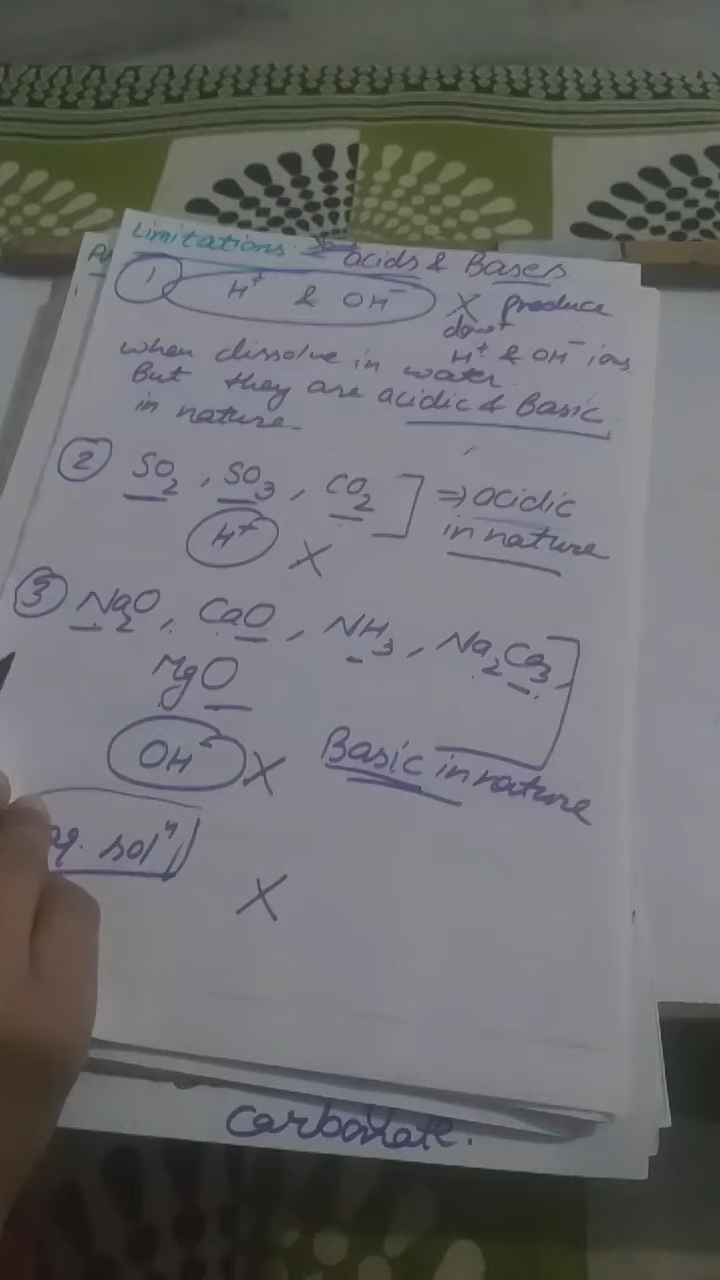 Limitations: acids & Bases
① H⁺ & OH⁻ X produce
don't
H⁺ & OH⁻ ions
when dissolve in water
But they are acidic & Basic
in nature
② SO₂, SO₃, CO₂ ] ⇒ acidic
in nature
H⁺ X
③ Na₂O, CaO, NH₃, Na₂CO₃,
MgO
OH⁻ X Basic in nature
solⁿ
X
carbonate.